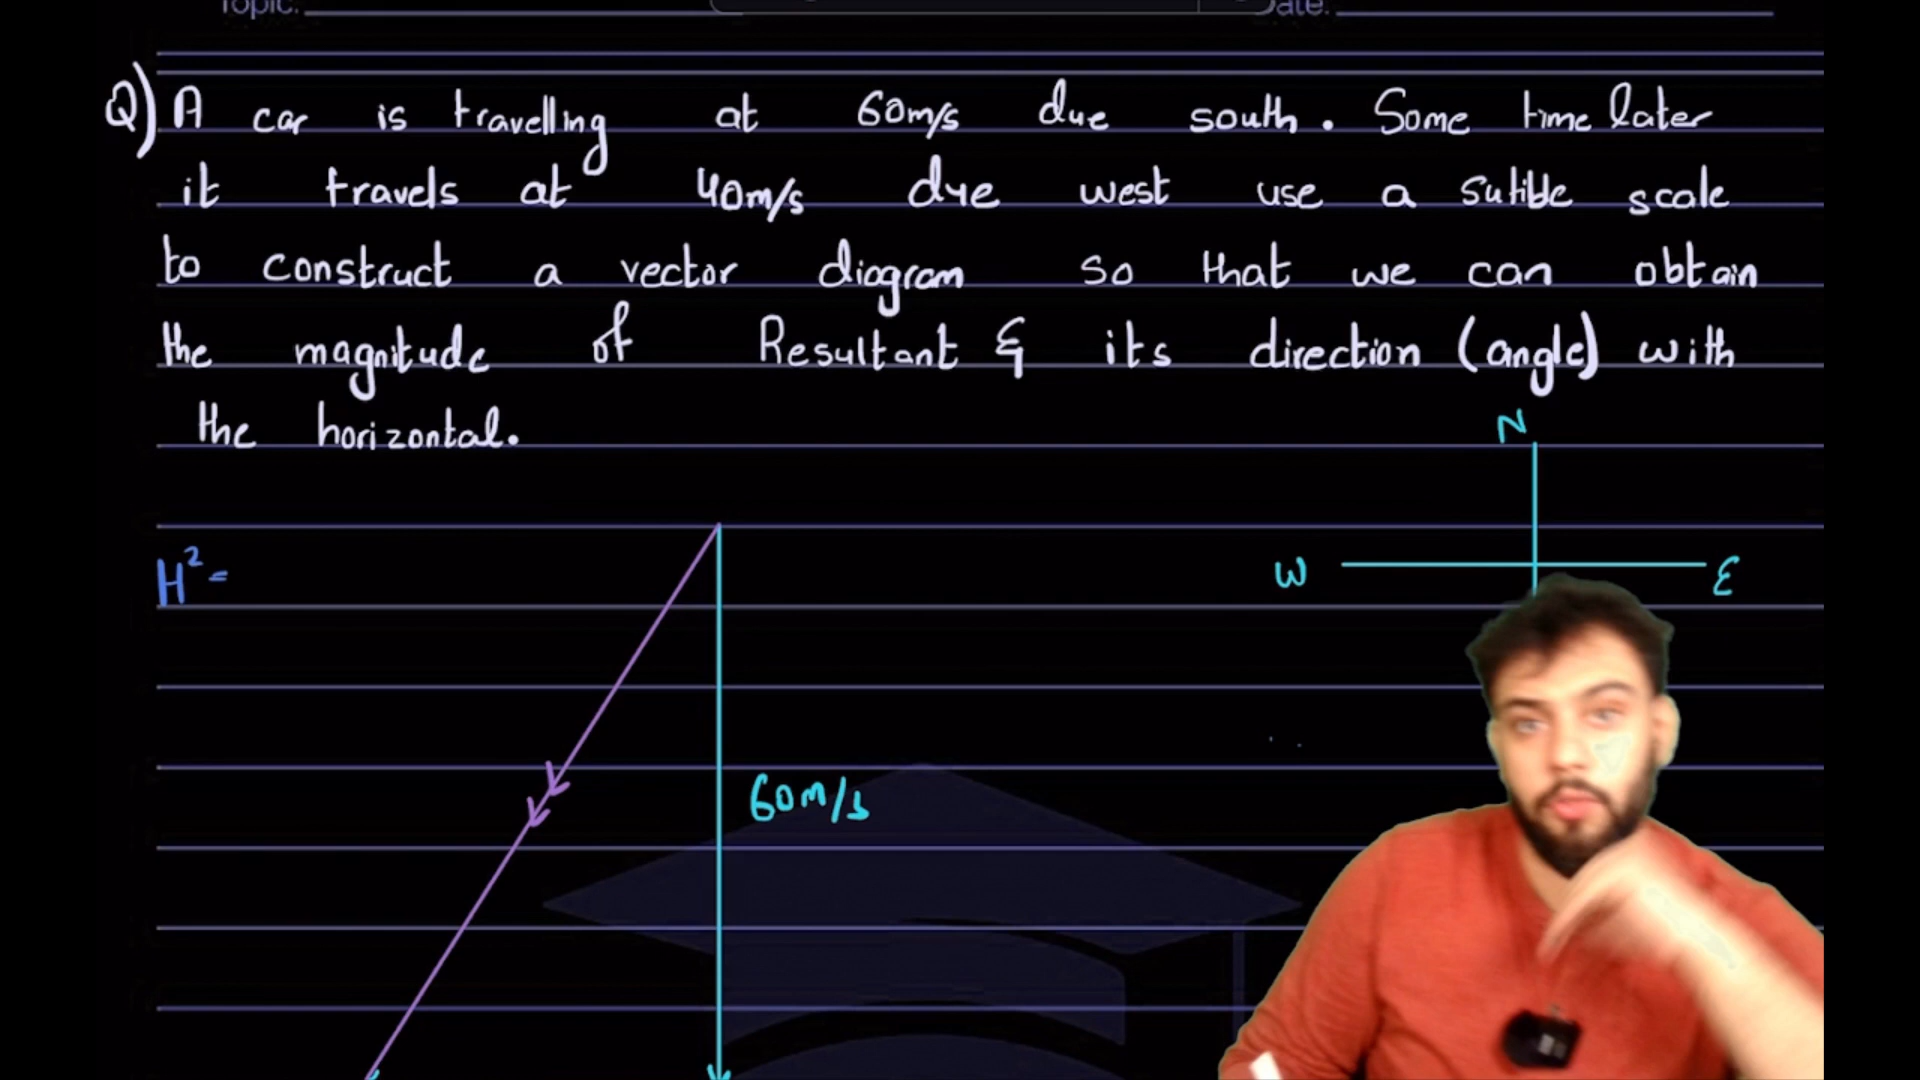 Topic:
Date:
Q) A car is travelling at 60m/s due south. Some time later
it travels at 40m/s due west use a sutible scale
to construct a vector diagram so that we can obtain
the magnitude of Resultant & its direction (angle) with
the horizontal.
N
W E
H² =
60m/s